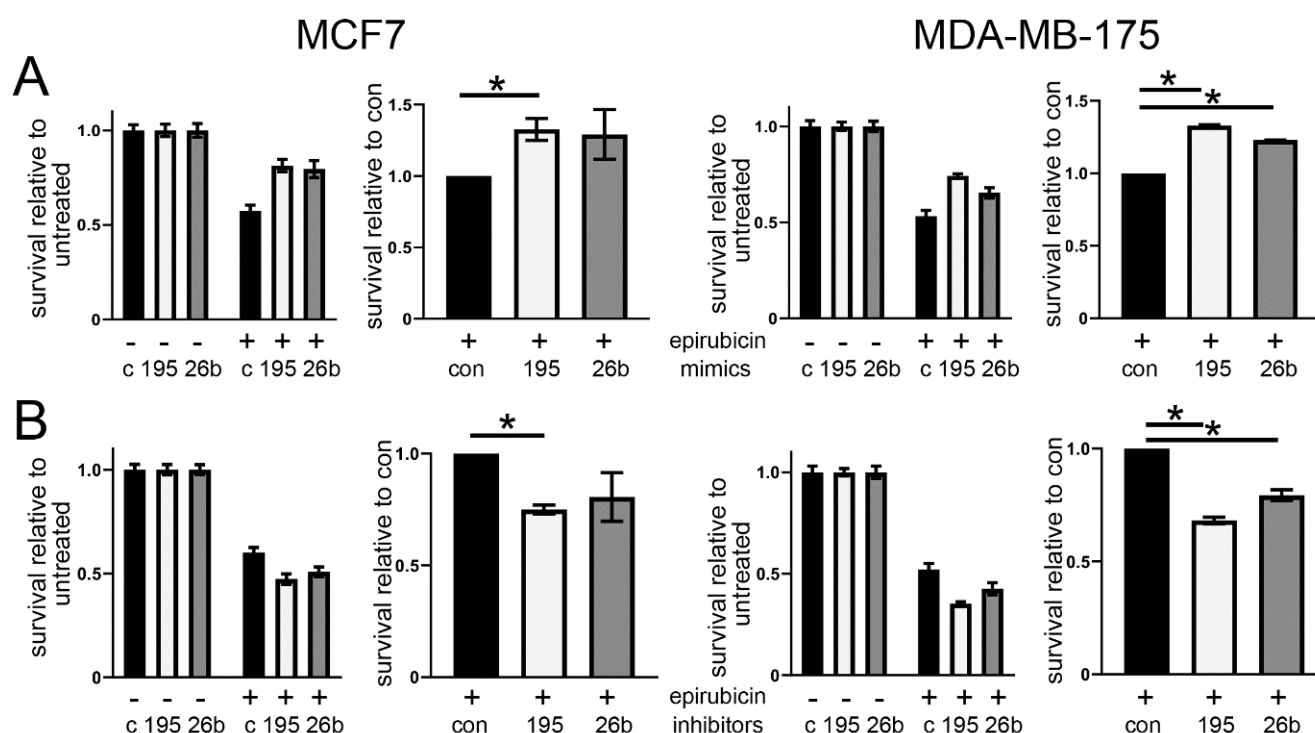 MCF7 MDA-MB-175
A
survival relative to untreated
1.0
0.5
0
- - - + + +
c 195 26b c 195 26b
survival relative to con
1.5
1.0
0.5
0
*
+ + +
con 195 26b
epirubicin
mimics
survival relative to untreated
1.0
0.5
0
- - - + + +
c 195 26b c 195 26b
survival relative to con
1.5
1.0
0.5
0
*
*
+ + +
con 195 26b
B
survival relative to untreated
1.0
0.5
0
- - - + + +
c 195 26b c 195 26b
survival relative to con
1.0
0.5
0
*
+ + +
con 195 26b
epirubicin
inhibitors
survival relative to untreated
1.0
0.5
0
- - - + + +
c 195 26b c 195 26b
survival relative to con
1.0
0.5
0
*
*
+ + +
con 195 26b